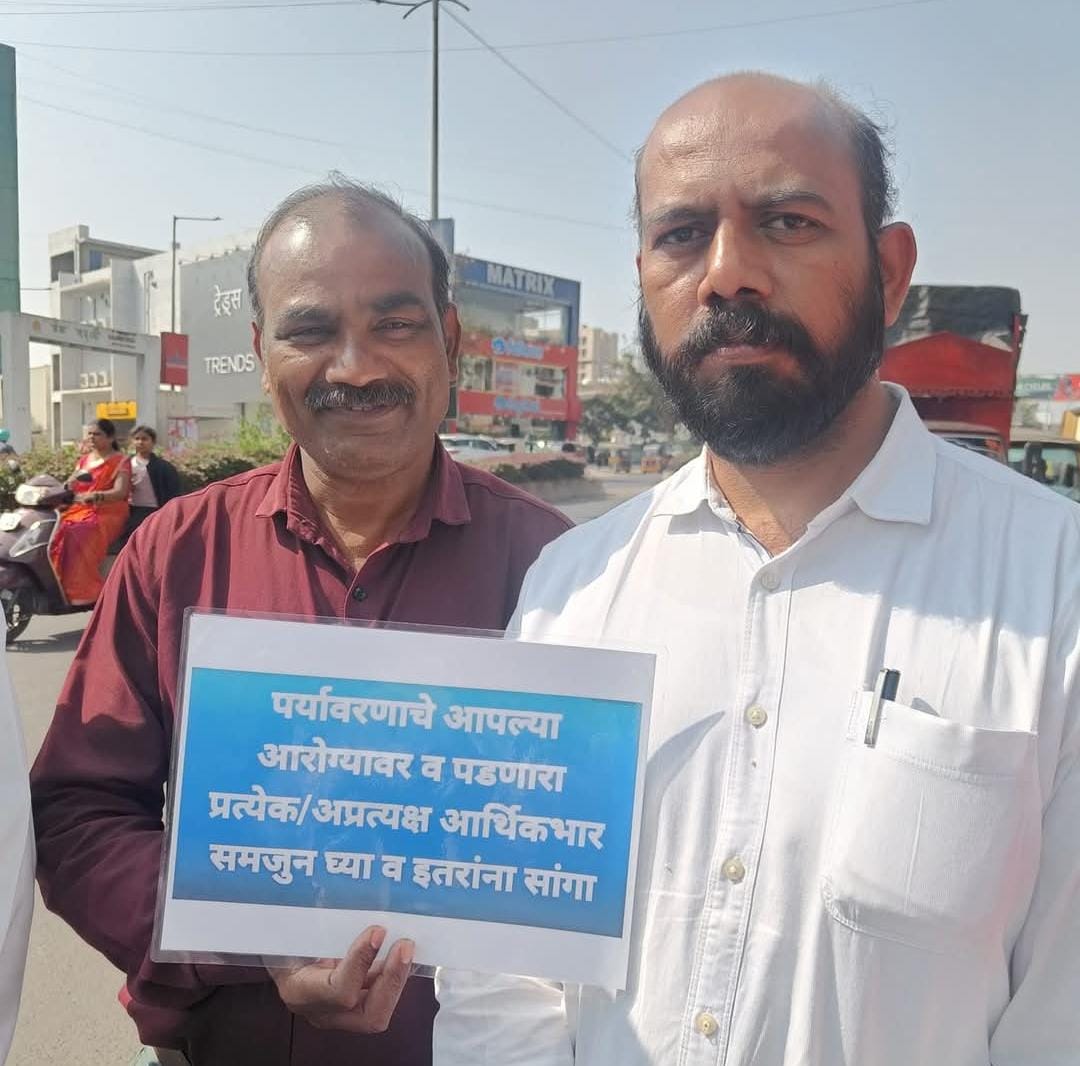 MATRIX
ट्रेंड्स
TRENDS
पर्यावरणाचे आपल्या
आरोग्यावर व पडणारा
प्रत्येक/अप्रत्यक्ष आर्थिकभार
समजुन घ्या व इतरांना सांगा